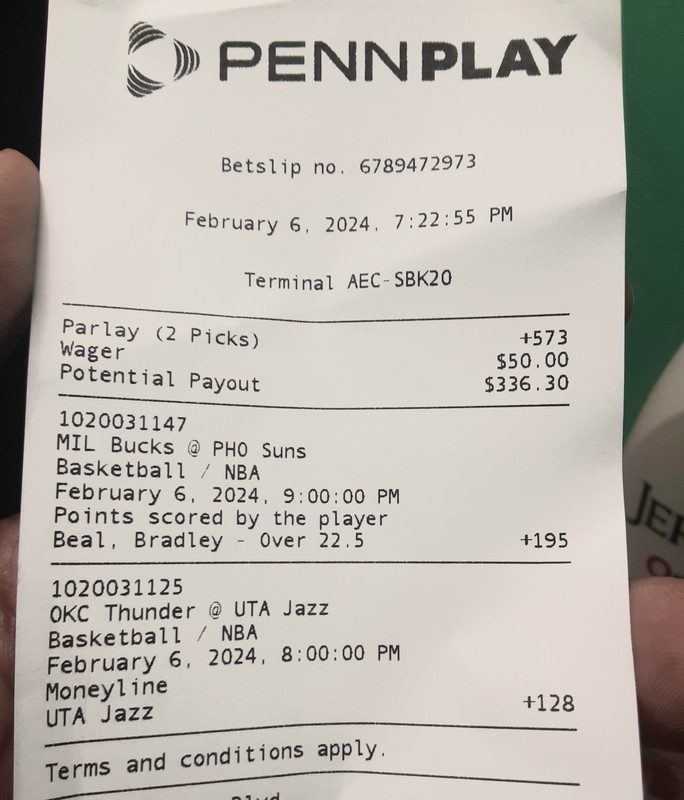 PENN PLAY
Betslip no. 6789472973
February 6, 2024, 7:22:55 PM
Terminal AEC-SBK20
Parlay (2 Picks) +573
Wager $50.00
Potential Payout $336.30
1020031147
MIL Bucks @ PHO Suns
Basketball / NBA
February 6, 2024, 9:00:00 PM
Points scored by the player
Beal, Bradley - Over 22.5 +195
1020031125
OKC Thunder @ UTA Jazz
Basketball / NBA
February 6, 2024, 8:00:00 PM
Moneyline
UTA Jazz +128
Terms and conditions apply.